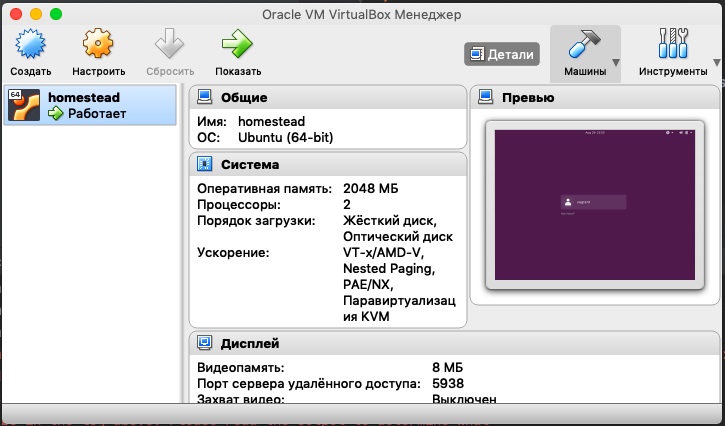 Oracle VM VirtualBox Менеджер
Создать
Настроить
Сбросить
Показать
Детали
Машины
Инструменты
64
homestead
Работает
Общие
Имя: homestead
ОС: Ubuntu (64-bit)
Система
Оперативная память: 2048 МБ
Процессоры: 2
Порядок загрузки: Жёсткий диск,
Оптический диск
Ускорение: VT-x/AMD-V,
Nested Paging,
PAE/NX,
Паравиртуализац
ия KVM
Превью
Дисплей
Видеопамять: 8 МБ
Порт сервера удалённого доступа: 5938
Захват видео: Выключен